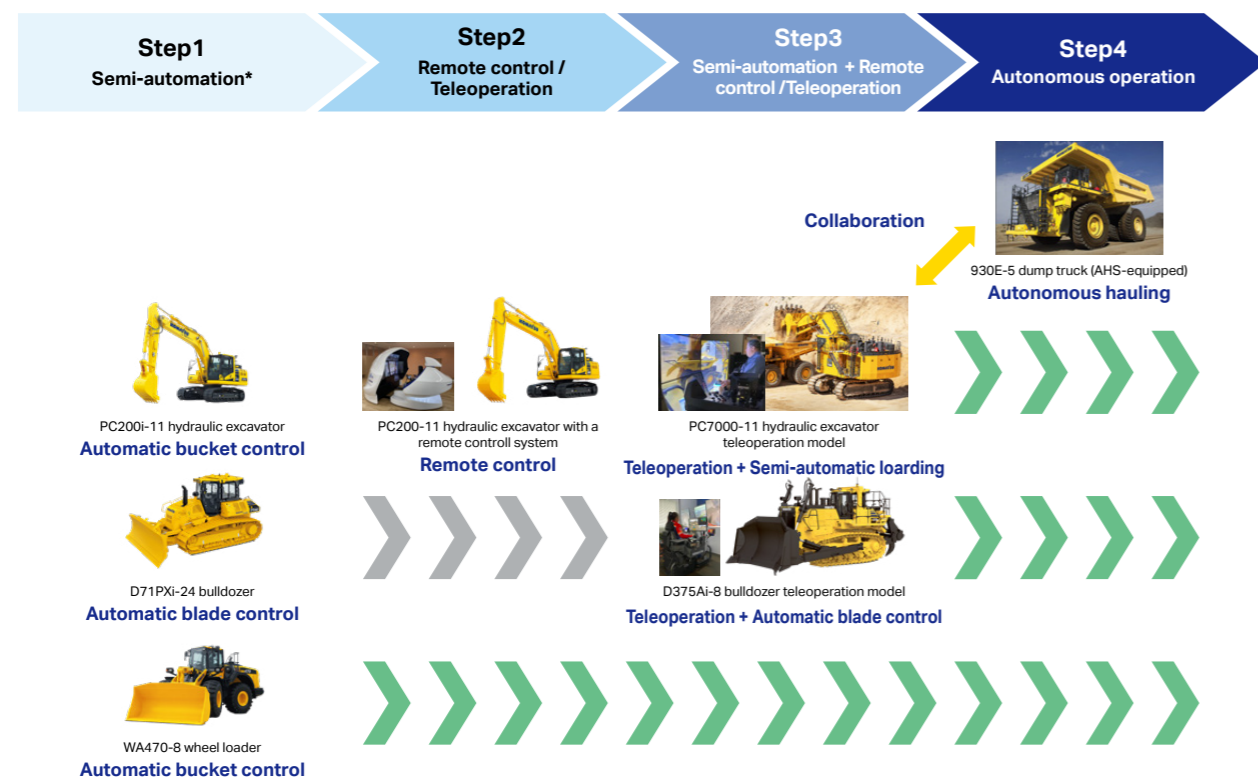 Step1
Semi-automation*
Step2
Remote control /
Teleoperation
Step3
Semi-automation + Remote
control /Teleoperation
Step4
Autonomous operation
Collaboration
930E-5 dump truck (AHS-equipped)
Autonomous hauling
PC200i-11 hydraulic excavator
Automatic bucket control
PC200-11 hydraulic excavator with a
remote controll system
Remote control
PC7000-11 hydraulic excavator
teleoperation model
Teleoperation + Semi-automatic loarding
D71PXi-24 bulldozer
Automatic blade control
D375Ai-8 bulldozer teleoperation model
Teleoperation + Automatic blade control
WA470-8 wheel loader
Automatic bucket control